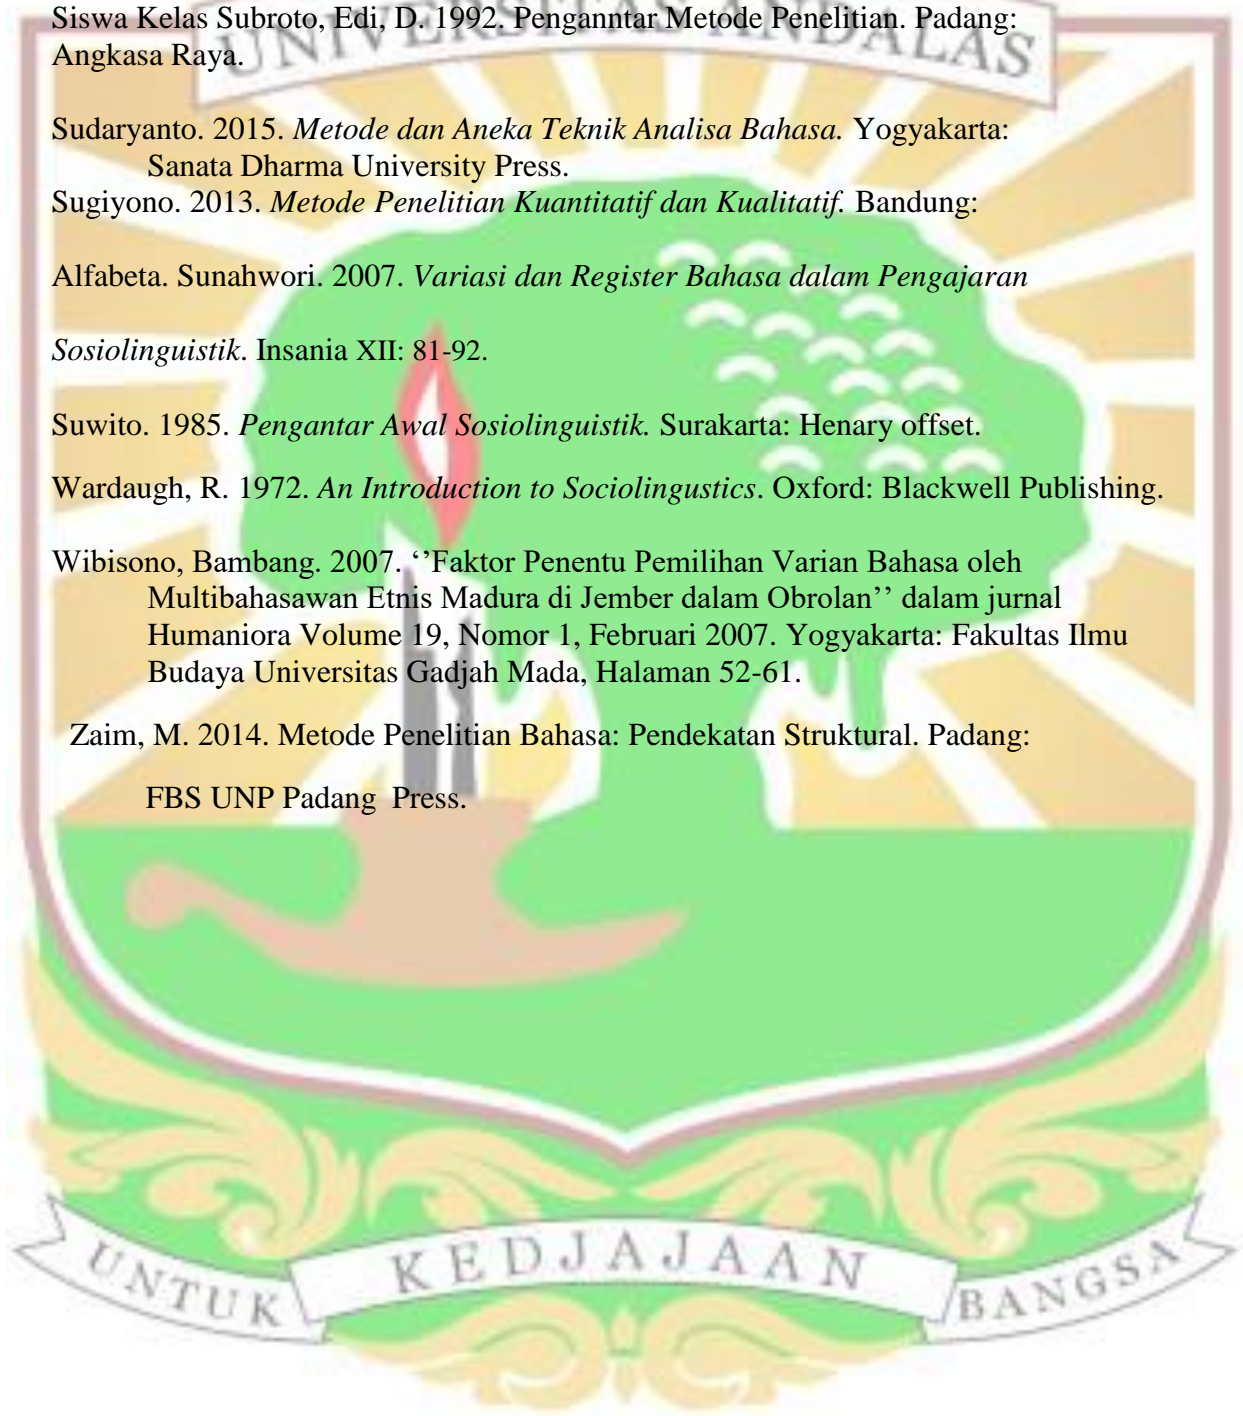 UNIVERSITAS ANDALAS
Siswa Kelas Subroto, Edi, D. 1992. Penganntar Metode Penelitian. Padang:
Angkasa Raya.
Sudaryanto. 2015. Metode dan Aneka Teknik Analisa Bahasa. Yogyakarta:
Sanata Dharma University Press.
Sugiyono. 2013. Metode Penelitian Kuantitatif dan Kualitatif. Bandung:
Alfabeta. Sunahwori. 2007. Variasi dan Register Bahasa dalam Pengajaran
Sosiolinguistik. Insania XII: 81-92.
Suwito. 1985. Pengantar Awal Sosiolinguistik. Surakarta: Henary offset.
Wardaugh, R. 1972. An Introduction to Sociolingustics. Oxford: Blackwell Publishing.
Wibisono, Bambang. 2007. ‘’Faktor Penentu Pemilihan Varian Bahasa oleh
Multibahasawan Etnis Madura di Jember dalam Obrolan’’ dalam jurnal
Humaniora Volume 19, Nomor 1, Februari 2007. Yogyakarta: Fakultas Ilmu
Budaya Universitas Gadjah Mada, Halaman 52-61.
Zaim, M. 2014. Metode Penelitian Bahasa: Pendekatan Struktural. Padang:
FBS UNP Padang Press.
UNTUK KEDJAJAAN BANGSA